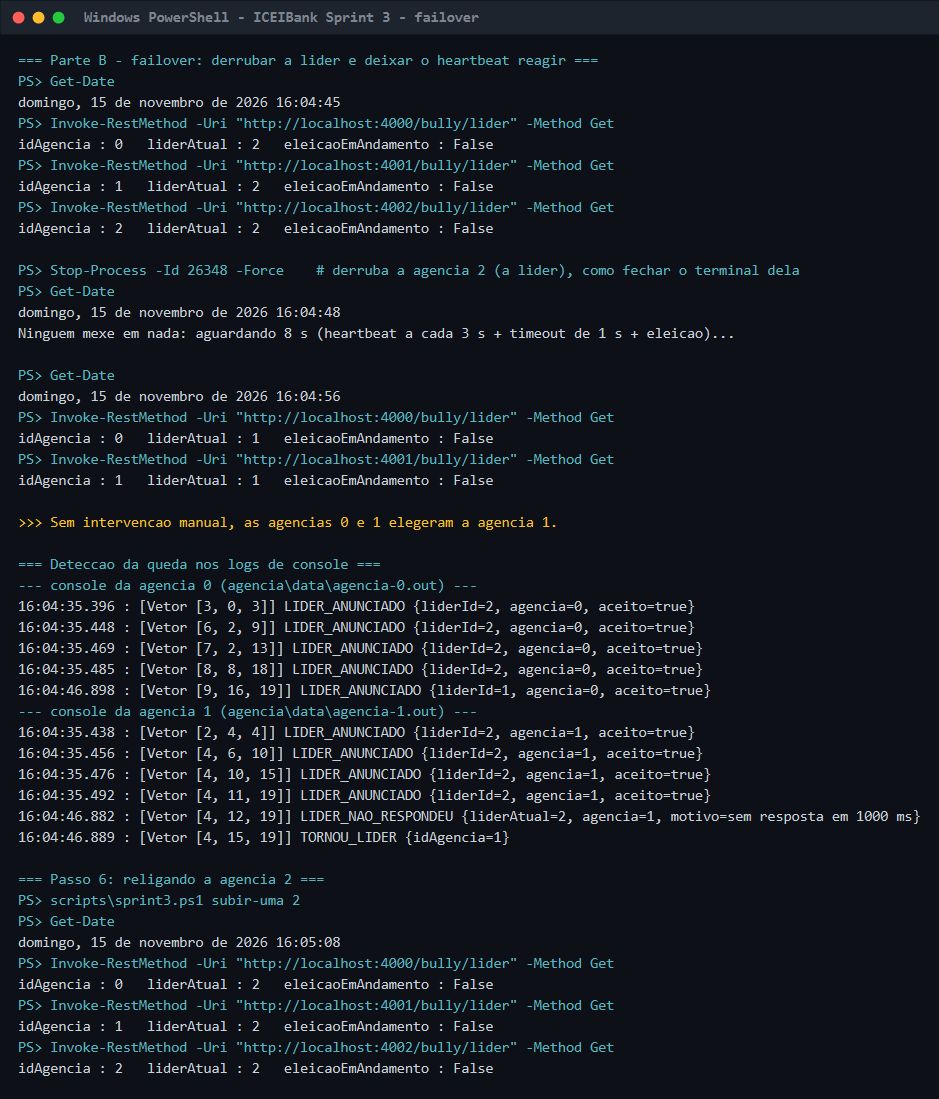 Windows PowerShell - ICEIBank Sprint 3 - failover
=== Parte B - failover: derrubar a lider e deixar o heartbeat reagir ===
PS> Get-Date
domingo, 15 de novembro de 2026 16:04:45
PS> Invoke-RestMethod -Uri "http://localhost:4000/bully/lider" -Method Get
idAgencia : 0   liderAtual : 2   eleicaoEmAndamento : False
PS> Invoke-RestMethod -Uri "http://localhost:4001/bully/lider" -Method Get
idAgencia : 1   liderAtual : 2   eleicaoEmAndamento : False
PS> Invoke-RestMethod -Uri "http://localhost:4002/bully/lider" -Method Get
idAgencia : 2   liderAtual : 2   eleicaoEmAndamento : False
PS> Stop-Process -Id 26348 -Force    # derruba a agencia 2 (a lider), como fechar o terminal dela
PS> Get-Date
domingo, 15 de novembro de 2026 16:04:48
Ninguem mexe em nada: aguardando 8 s (heartbeat a cada 3 s + timeout de 1 s + eleicao)...
PS> Get-Date
domingo, 15 de novembro de 2026 16:04:56
PS> Invoke-RestMethod -Uri "http://localhost:4000/bully/lider" -Method Get
idAgencia : 0   liderAtual : 1   eleicaoEmAndamento : False
PS> Invoke-RestMethod -Uri "http://localhost:4001/bully/lider" -Method Get
idAgencia : 1   liderAtual : 1   eleicaoEmAndamento : False
>>> Sem intervencao manual, as agencias 0 e 1 elegeram a agencia 1.
=== Deteccao da queda nos logs de console ===
--- console da agencia 0 (agencia\data\agencia-0.out) ---
16:04:35.396 : [Vetor [3, 0, 3]] LIDER_ANUNCIADO {liderId=2, agencia=0, aceito=true}
16:04:35.448 : [Vetor [6, 2, 9]] LIDER_ANUNCIADO {liderId=2, agencia=0, aceito=true}
16:04:35.469 : [Vetor [7, 2, 13]] LIDER_ANUNCIADO {liderId=2, agencia=0, aceito=true}
16:04:35.485 : [Vetor [8, 8, 18]] LIDER_ANUNCIADO {liderId=2, agencia=0, aceito=true}
16:04:46.898 : [Vetor [9, 16, 19]] LIDER_ANUNCIADO {liderId=1, agencia=0, aceito=true}
--- console da agencia 1 (agencia\data\agencia-1.out) ---
16:04:35.438 : [Vetor [2, 4, 4]] LIDER_ANUNCIADO {liderId=2, agencia=1, aceito=true}
16:04:35.456 : [Vetor [4, 6, 10]] LIDER_ANUNCIADO {liderId=2, agencia=1, aceito=true}
16:04:35.476 : [Vetor [4, 10, 15]] LIDER_ANUNCIADO {liderId=2, agencia=1, aceito=true}
16:04:35.492 : [Vetor [4, 11, 19]] LIDER_ANUNCIADO {liderId=2, agencia=1, aceito=true}
16:04:46.882 : [Vetor [4, 12, 19]] LIDER_NAO_RESPONDEU {liderAtual=2, agencia=1, motivo=sem resposta em 1000 ms}
16:04:46.889 : [Vetor [4, 15, 19]] TORNOU_LIDER {idAgencia=1}
=== Passo 6: religando a agencia 2 ===
PS> scripts\sprint3.ps1 subir-uma 2
PS> Get-Date
domingo, 15 de novembro de 2026 16:05:08
PS> Invoke-RestMethod -Uri "http://localhost:4000/bully/lider" -Method Get
idAgencia : 0   liderAtual : 2   eleicaoEmAndamento : False
PS> Invoke-RestMethod -Uri "http://localhost:4001/bully/lider" -Method Get
idAgencia : 1   liderAtual : 2   eleicaoEmAndamento : False
PS> Invoke-RestMethod -Uri "http://localhost:4002/bully/lider" -Method Get
idAgencia : 2   liderAtual : 2   eleicaoEmAndamento : False